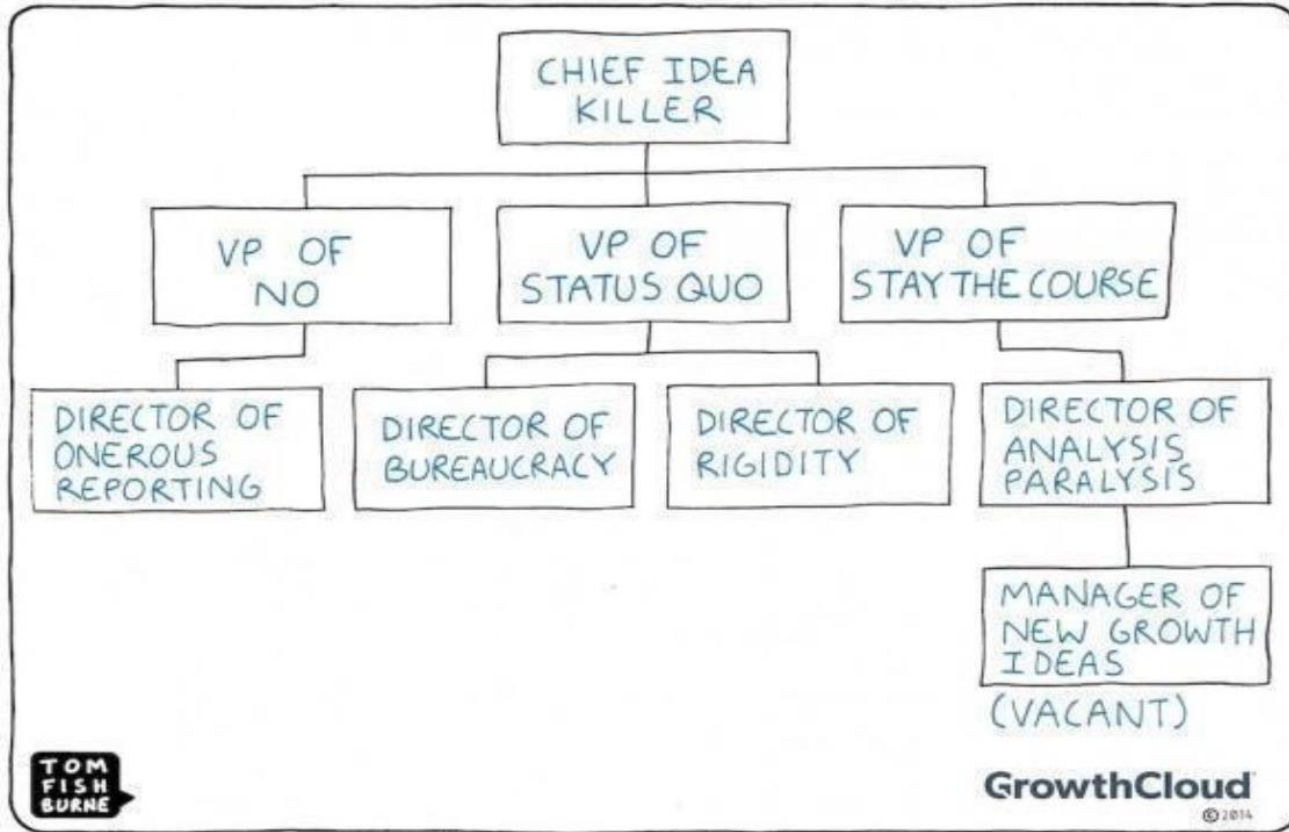 CHIEF IDEA
KILLER
VP OF
NO
VP OF
STATUS QUO
VP OF
STAY THE COURSE
DIRECTOR OF
ONEROUS
REPORTING
DIRECTOR OF
BUREAUCRACY
DIRECTOR OF
RIGIDITY
DIRECTOR OF
ANALYSIS
PARALYSIS
MANAGER OF
NEW GROWTH
IDEAS
(VACANT)
TOM
FISH
BURNE
GrowthCloud
© 2014